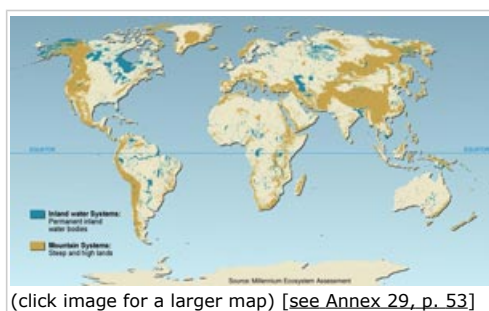 EQUATOR
EQUATOR
Inland water Systems:
Permanent inland
water bodies
Mountain Systems:
Steep and high lands
Source: Millennium Ecosystem Assessment
(click image for a larger map) [see Annex 29, p. 53]